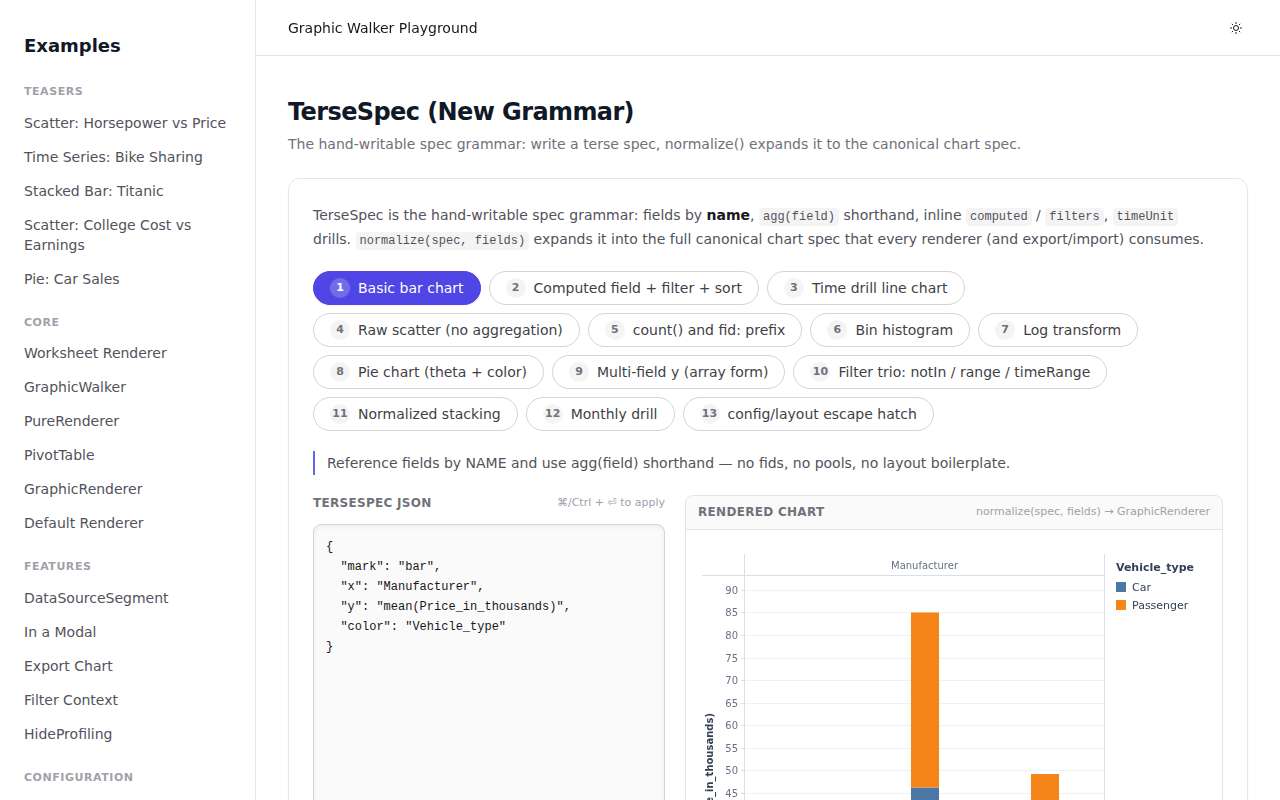 Examples
TEASERS
Scatter: Horsepower vs Price
Time Series: Bike Sharing
Stacked Bar: Titanic
Scatter: College Cost vs
Earnings
Pie: Car Sales
CORE
Worksheet Renderer
GraphicWalker
PureRenderer
PivotTable
GraphicRenderer
Default Renderer
FEATURES
DataSourceSegment
In a Modal
Export Chart
Filter Context
HideProfiling
CONFIGURATION
Graphic Walker Playground
TerseSpec (New Grammar)
The hand-writable spec grammar: write a terse spec, normalize() expands it to the canonical chart spec.
TerseSpec is the hand-writable spec grammar: fields by name, agg(field) shorthand, inline computed / filters, timeUnit
drills. normalize(spec, fields) expands it into the full canonical chart spec that every renderer (and export/import) consumes.
1 Basic bar chart
2 Computed field + filter + sort
3 Time drill line chart
4 Raw scatter (no aggregation)
5 count() and fid: prefix
6 Bin histogram
7 Log transform
8 Pie chart (theta + color)
9 Multi-field y (array form)
10 Filter trio: notIn / range / timeRange
11 Normalized stacking
12 Monthly drill
13 config/layout escape hatch
Reference fields by NAME and use agg(field) shorthand — no fids, no pools, no layout boilerplate.
TERSESPEC JSON
⌘/Ctrl + ⏎ to apply
{
"mark": "bar",
"x": "Manufacturer",
"y": "mean(Price_in_thousands)",
"color": "Vehicle_type"
}
RENDERED CHART
normalize(spec, fields) → GraphicRenderer
Manufacturer
90
85
80
75
70
65
60
55
50
45
e_in_thousands)
Vehicle_type
Car
Passenger